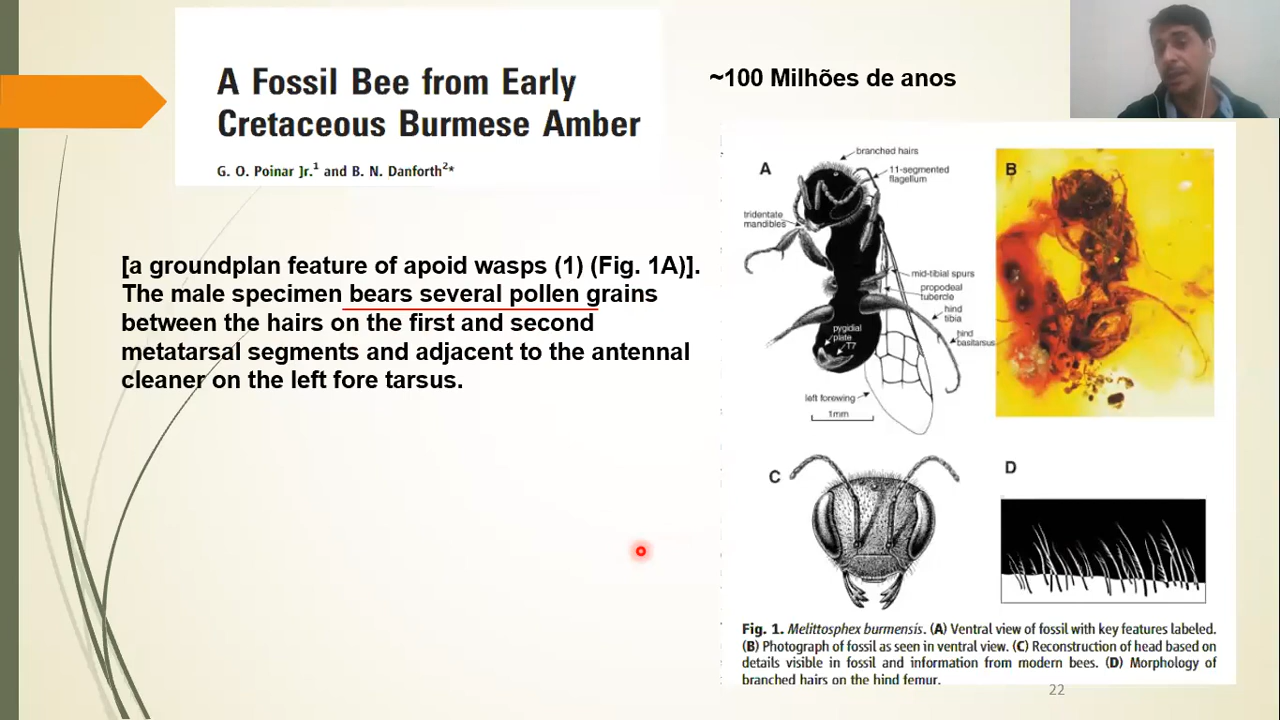 A Fossil Bee from Early
Cretaceous Burmese Amber
G. O. Poinar Jr.¹ and B. N. Danforth²*
~100 Milhões de anos
[a groundplan feature of apoid wasps (1) (Fig. 1A)].
The male specimen bears several pollen grains
between the hairs on the first and second
metatarsal segments and adjacent to the antennal
cleaner on the left fore tarsus.
A
branched hairs
11-segmented
flagellum
tridentate
mandibles
mid-tibial spurs
propodeal
tubercle
hind
tibia
hind
basitarsus
pygidial
plate
T7
left forewing
1mm
B
C
D
Fig. 1. Melittosphex burmensis. (A) Ventral view of fossil with key features labeled.
(B) Photograph of fossil as seen in ventral view. (C) Reconstruction of head based on
details visible in fossil and information from modern bees. (D) Morphology of
branched hairs on the hind femur.
22